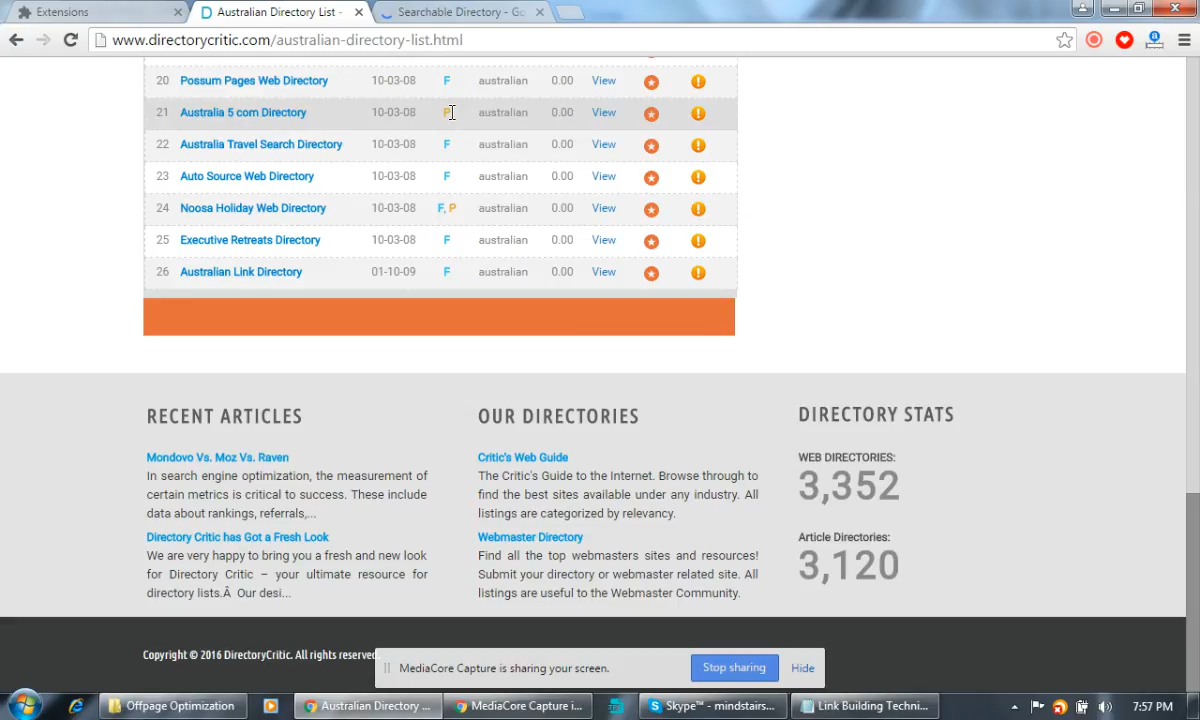 Extensions
Australian Directory List -
Searchable Directory - Go
www.directorycritic.com/australian-directory-list.html
20 Possum Pages Web Directory 10-03-08 F australian 0.00 View
21 Australia 5 com Directory 10-03-08 P australian 0.00 View
22 Australia Travel Search Directory 10-03-08 F australian 0.00 View
23 Auto Source Web Directory 10-03-08 F australian 0.00 View
24 Noosa Holiday Web Directory 10-03-08 F, P australian 0.00 View
25 Executive Retreats Directory 10-03-08 F australian 0.00 View
26 Australian Link Directory 01-10-09 F australian 0.00 View
RECENT ARTICLES
Mondovo Vs. Moz Vs. Raven
In search engine optimization, the measurement of
certain metrics is critical to success. These include
data about rankings, referrals,...
Directory Critic has Got a Fresh Look
We are very happy to bring you a fresh and new look
for Directory Critic – your ultimate resource for
directory lists.Â Our desi...
OUR DIRECTORIES
Critic's Web Guide
The Critic's Guide to the Internet. Browse through to
find the best sites available under any industry. All
listings are categorized by relevancy.
Webmaster Directory
Find all the top webmasters sites and resources!
Submit your directory or webmaster related site. All
listings are useful to the Webmaster Community.
DIRECTORY STATS
WEB DIRECTORIES:
3,352
Article Directories:
3,120
Copyright © 2016 DirectoryCritic. All rights reserved.
MediaCore Capture is sharing your screen.
Stop sharing
Hide
Offpage Optimization
Australian Directory ...
MediaCore Capture i...
Skype™ - mindstairs...
Link Building Techni...
7:57 PM